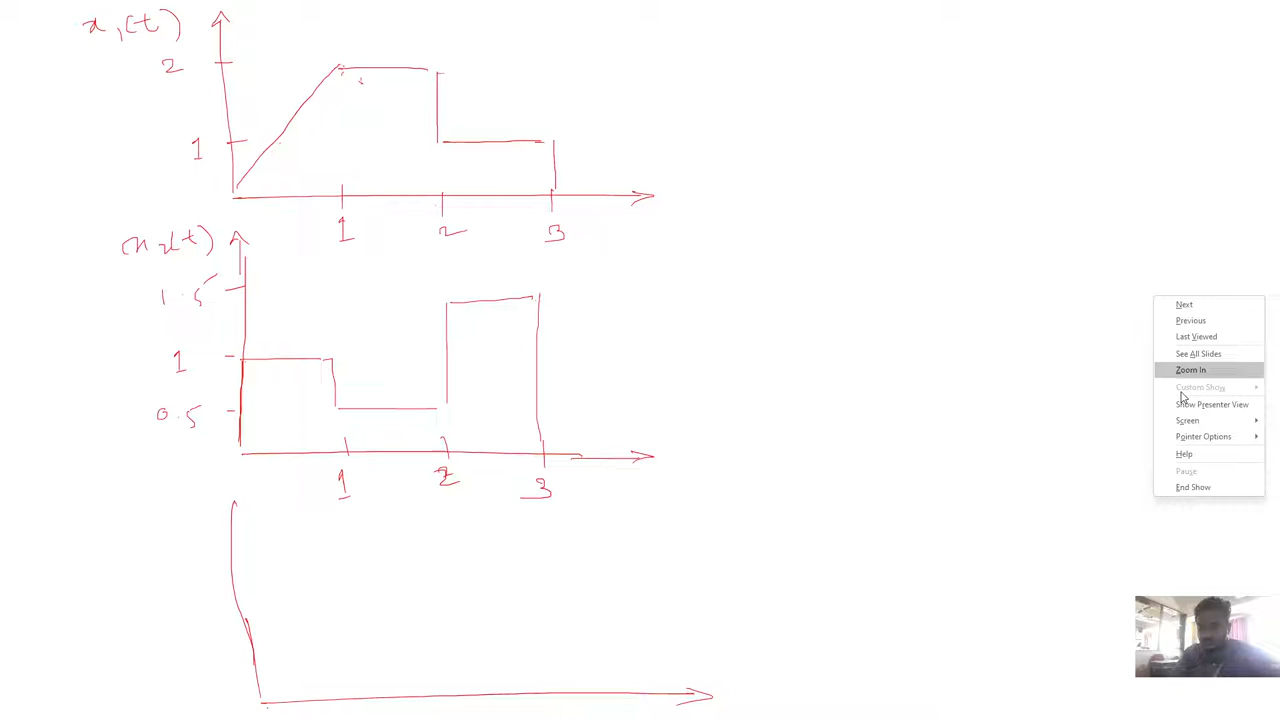 x₁(t)
2
1
1 2 3
x₂(t)
1.5
1
0.5
1 2 3
Next
Previous
Last Viewed
See All Slides
Zoom In
Custom Show
Show Presenter View
Screen
Pointer Options
Help
Pause
End Show